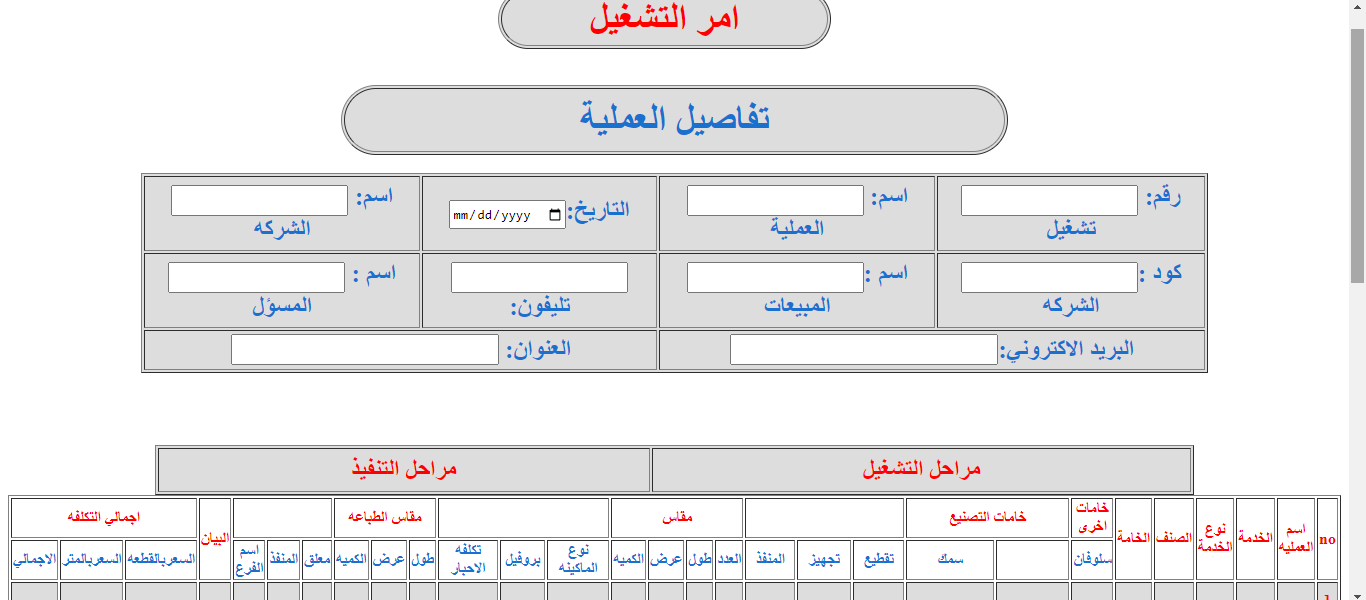 امر التشغيل
تفاصيل العملية
رقم:
تشغيل
اسم:
العملية
التاريخ:
mm/dd/yyyy
اسم:
الشركه
كود :
الشركه
اسم :
المبيعات
تليفون:
اسم :
المسؤل
البريد الاكتروني:
العنوان:
مراحل التشغيل
مراحل التنفيذ
no
اسم
العمليه
الخدمة
نوع
الخدمة
الصنف
الخامة
خامات
اخرى
خامات التصنيع
مقاس
مقاس الطباعه
البيان
اجمالي التكلفه
سلوفان
سمك
تقطيع
تجهيز
المنفذ
العدد
طول
عرض
الكميه
نوع
الماكينه
بروفيل
تكلفه
الاحبار
طول
عرض
الكميه
معلق
المنفذ
اسم
الفرع
السعربالقطعه
السعربالمتر
الاجمالي
1